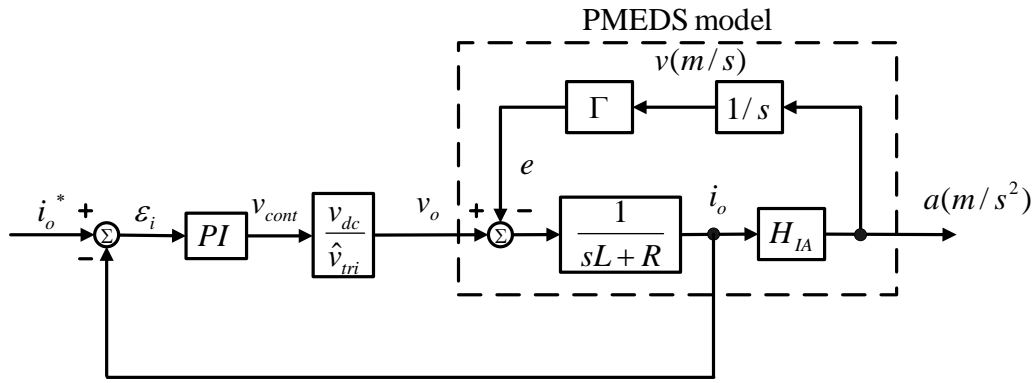 PMEDS model
v(m/s)
Γ
1/s
e
i_o^*
+
−
Σ
ε_i
PI
v_cont
v_dc
v̂_tri
v_o
+
−
Σ
1
sL+R
i_o
H_IA
a(m/s²)